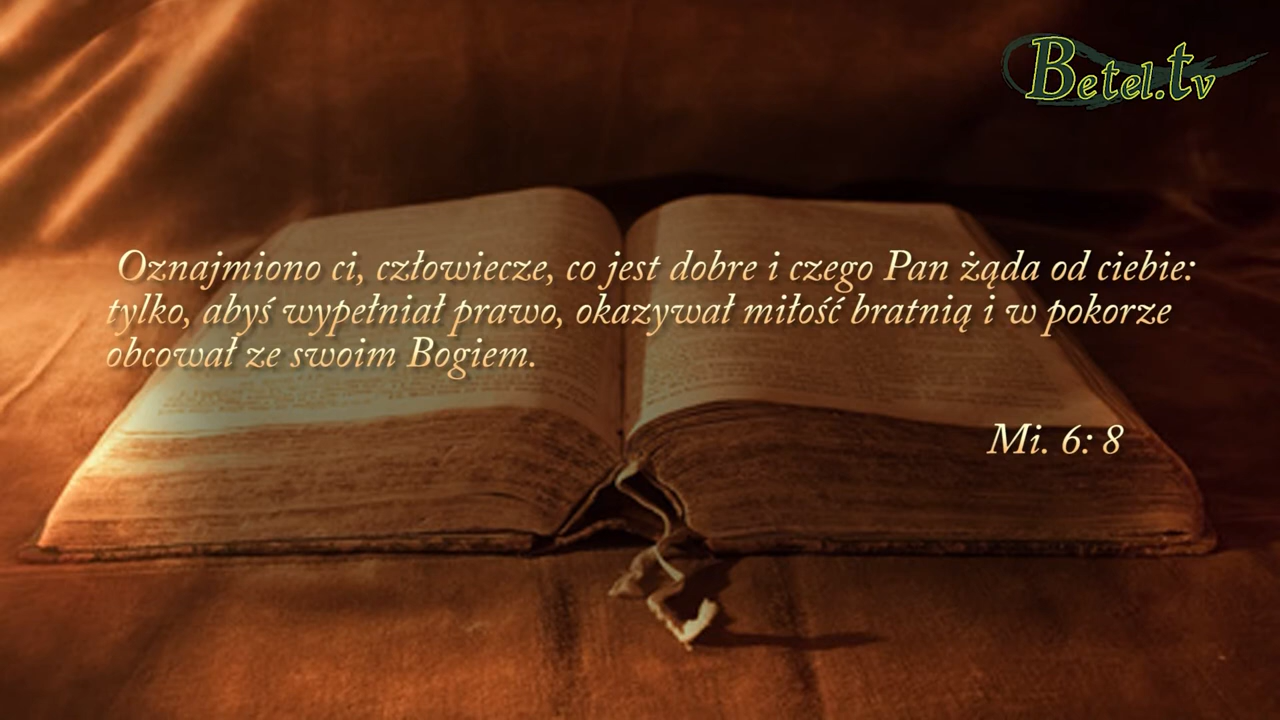 Betel.tv
Oznajmiono ci, człowiecze, co jest dobre i czego Pan żąda od ciebie:
tylko, abyś wypełniał prawo, okazywał miłość bratnią i w pokorze
obcował ze swoim Bogiem.
Mi. 6: 8